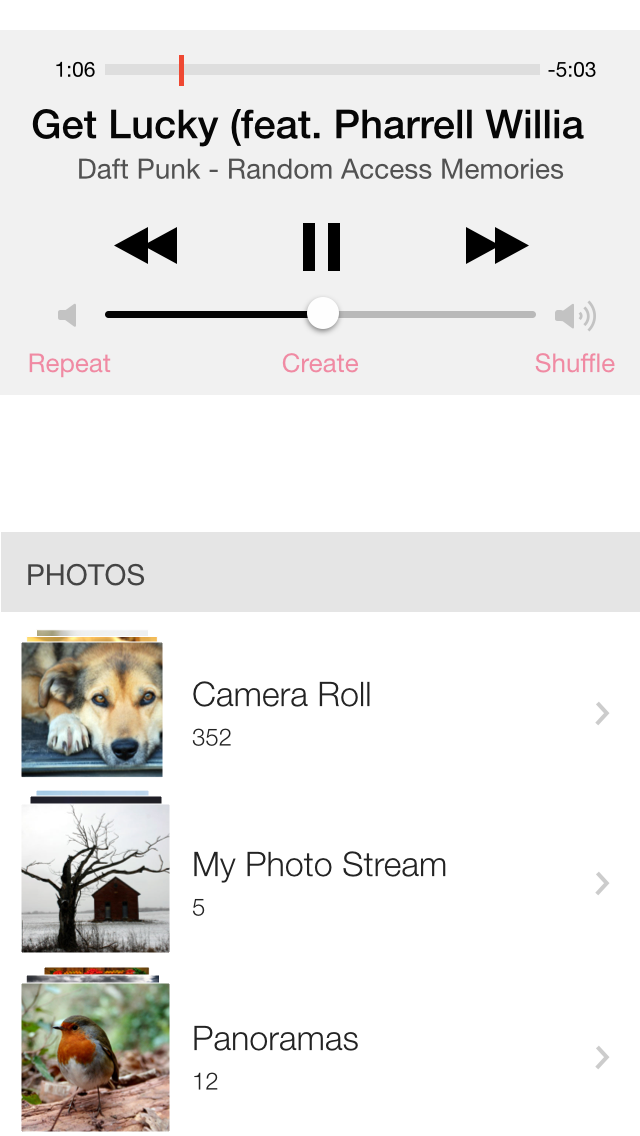 1:06 -5:03
Get Lucky (feat. Pharrell Willia
Daft Punk - Random Access Memories
Repeat Create Shuffle
PHOTOS
Camera Roll
352
My Photo Stream
5
Panoramas
12